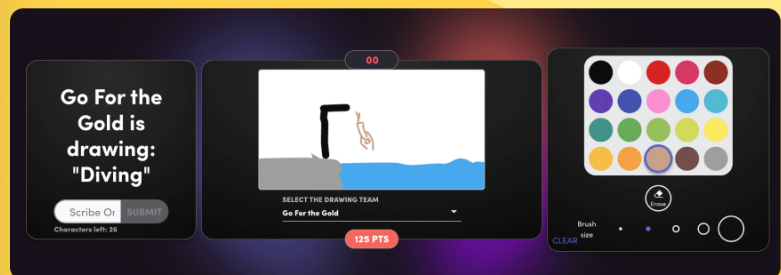 Go For the
Gold is
drawing:
"Diving"
Scribe Or
SUBMIT
Characters left: 26
00
SELECT THE DRAWING TEAM
Go For the Gold
125 PTS
Erase
Brush
size
CLEAR